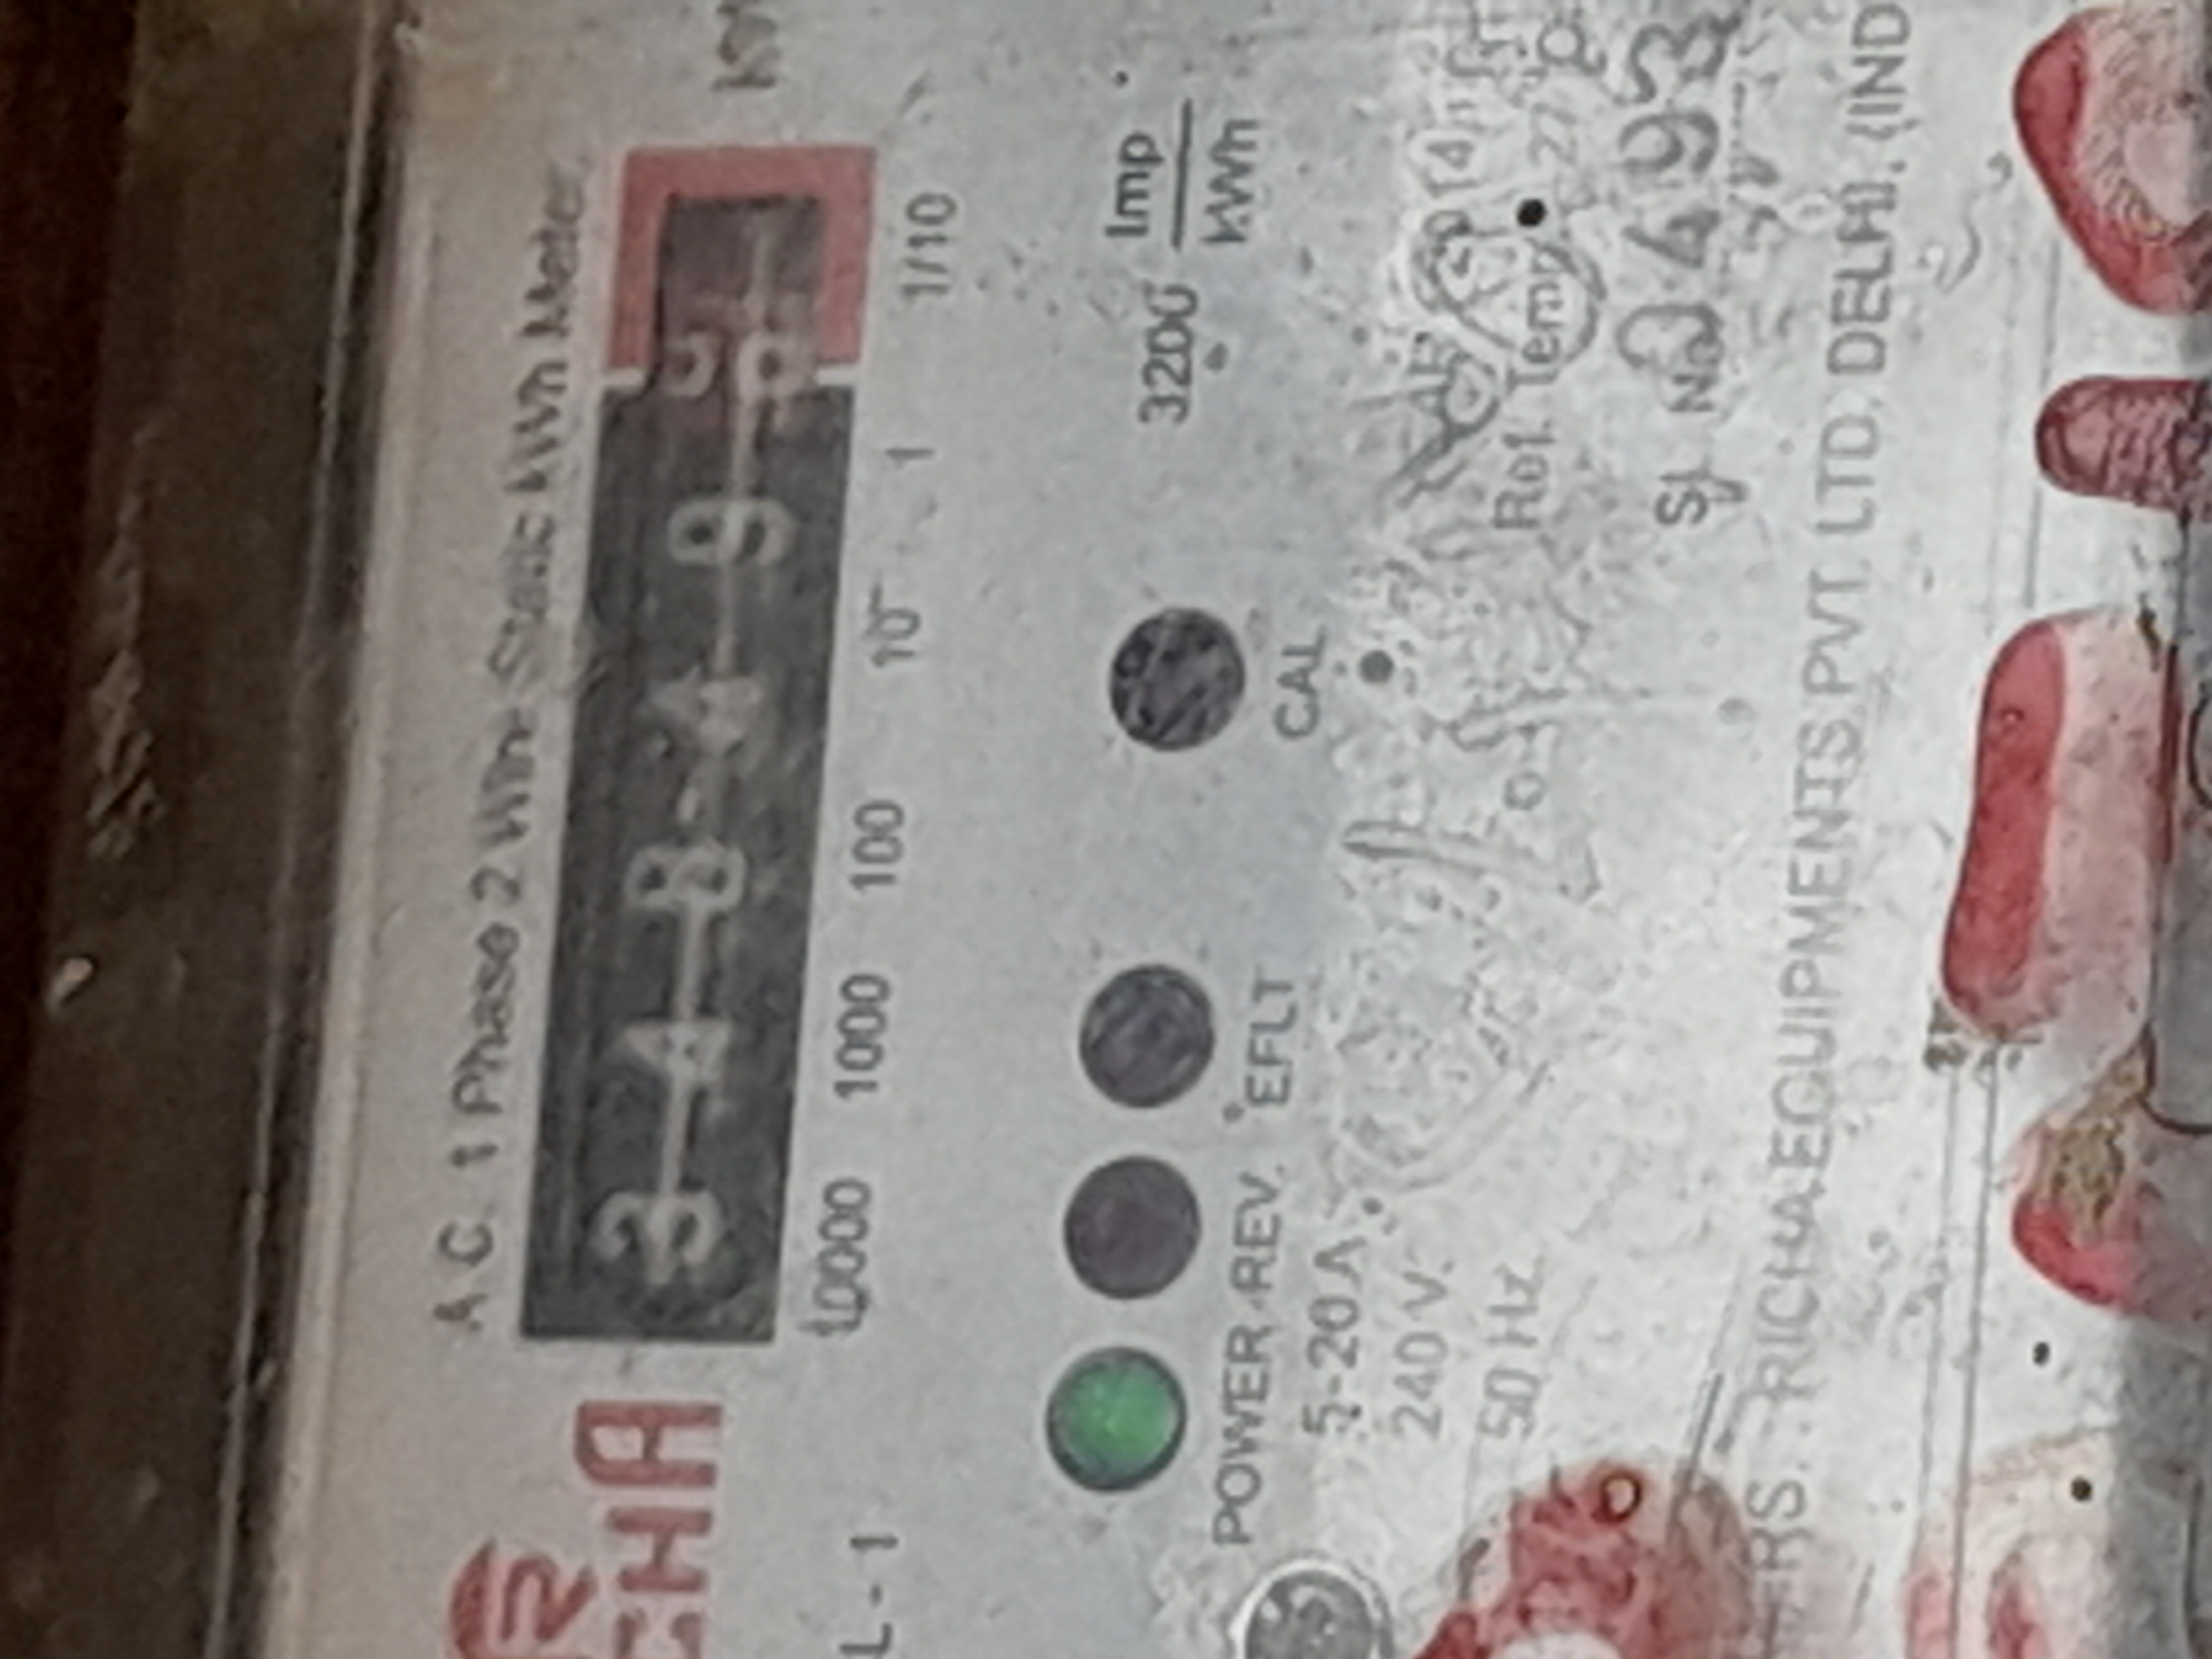 A.C. 1 Phase 2 Wire Static kWh Meter
3 4 8 4 9
10000 1000 100 10 1 1/10
L - 1
3200 Imp
kWh
POWER REV. EFLT CAL
5-20 A.
240 V.
50 Hz.
Ref. Temp. 27
Sl. No.
RICHA EQUIPMENTS PVT. LTD. DELHI,